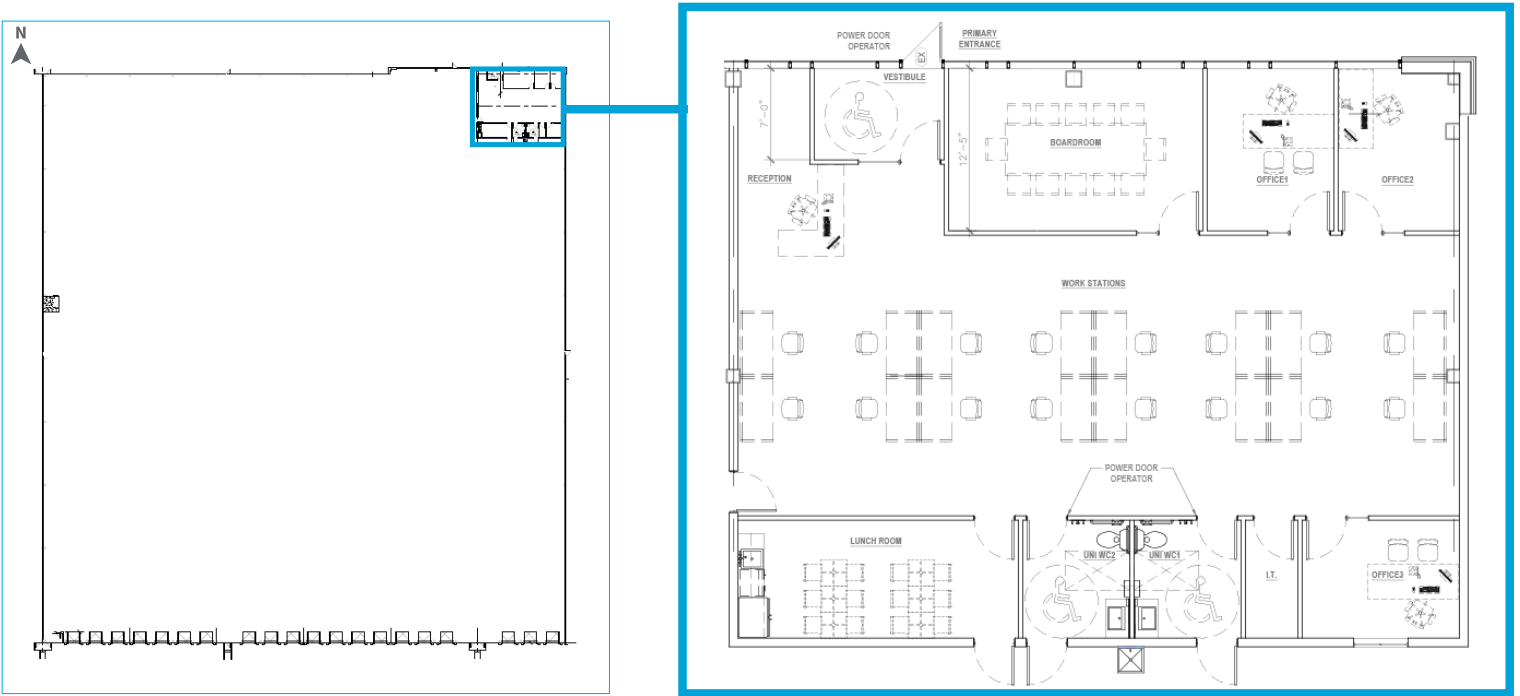 N
POWER DOOR
OPERATOR
EX
PRIMARY
ENTRANCE
VESTIBULE
7'-0"
12'-5"
BOARDROOM
RECEPTION
OFFICE1
OFFICE2
WORK STATIONS
POWER DOOR
OPERATOR
LUNCH ROOM
UNI WC2
UNI WC1
I.T.
OFFICE3